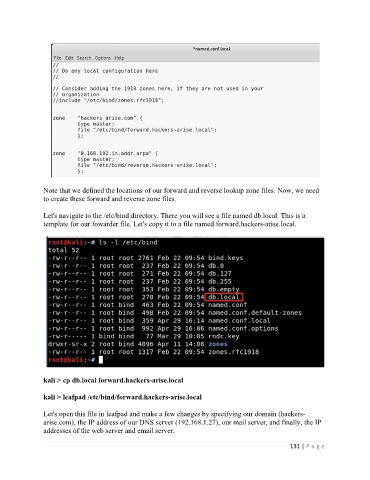 *named.conf.local
File Edit Search Options Help
//
// Do any local configuration here
//
// Consider adding the 1918 zones here, if they are not used in your
// organization
//include "/etc/bind/zones.rfc1918";
zone "hackers-arise.com" {
type master;
file "/etc/bind/forward.hackers-arise.local";
};
zone "0.168.192.in.addr.arpa" {
type master;
file "/etc/bind/reverse.hackers-arise.local";
};
Note that we defined the locations of our forward and reverse lookup zone files. Now, we need
to create these forward and reverse zone files.
Let's navigate to the /etc/bind directory. There you will see a file named db.local. This is a
template for our fowarder file. Let's copy it to a file named forward.hackers-arise.local.
root@kali:~# ls -l /etc/bind
total 52
-rw-r--r-- 1 root root 2761 Feb 22 09:54 bind.keys
-rw-r--r-- 1 root root 237 Feb 22 09:54 db.0
-rw-r--r-- 1 root root 271 Feb 22 09:54 db.127
-rw-r--r-- 1 root root 237 Feb 22 09:54 db.255
-rw-r--r-- 1 root root 353 Feb 22 09:54 db.empty
-rw-r--r-- 1 root root 270 Feb 22 09:54 db.local
-rw-r--r-- 1 root bind 463 Feb 22 09:54 named.conf
-rw-r--r-- 1 root bind 498 Feb 22 09:54 named.conf.default-zones
-rw-r--r-- 1 root bind 359 Apr 29 16:14 named.conf.local
-rw-r--r-- 1 root bind 992 Apr 29 16:06 named.conf.options
-rw-r----- 1 bind bind 77 Mar 29 10:05 rndc.key
drwxr-sr-x 2 root bind 4096 Apr 11 14:08 zones
-rw-r--r-- 1 root root 1317 Feb 22 09:54 zones.rfc1918
root@kali:~#
kali > cp db.local forward.hackers-arise.local
kali > leafpad /etc/bind/forward.hackers-arise.local
Let's open this file in leafpad and make a few changes by specifying our domain (hackers-
arise.com), the IP address of our DNS server (192.168.1.27), our mail server, and finally, the IP
addresses of the web server and email server.
131 | P a g e